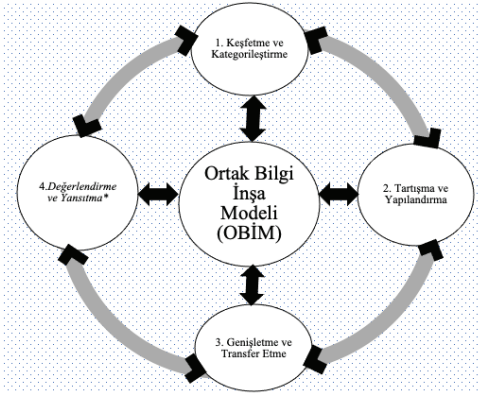 1. Keşfetme ve
Kategorileştirme
Ortak Bilgi
İnşa
Modeli
(OBİM)
2. Tartışma ve
Yapılandırma
3. Genişletme ve
Transfer Etme
4.Değerlendirme
ve Yansıtma*